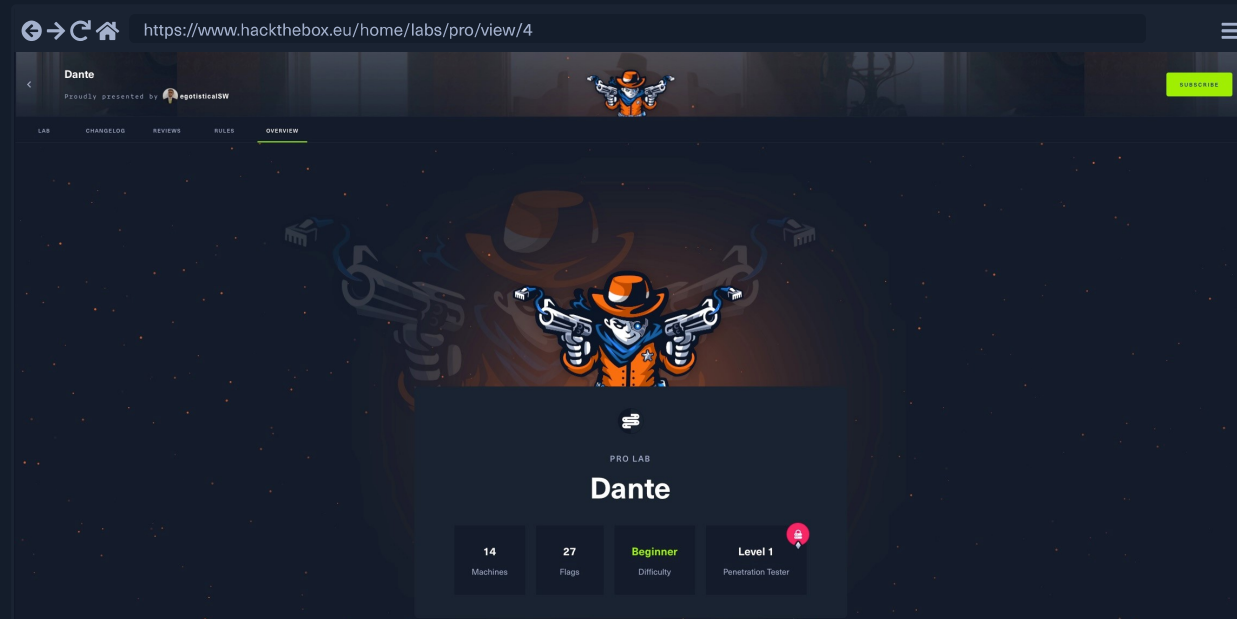 https://www.hackthebox.eu/home/labs/pro/view/4
Dante
Proudly presented by egotisticalSW
SUBSCRIBE
LAB CHANGELOG REVIEWS RULES OVERVIEW
PRO LAB
Dante
14 27 Beginner Level 1
Machines Flags Difficulty Penetration Tester